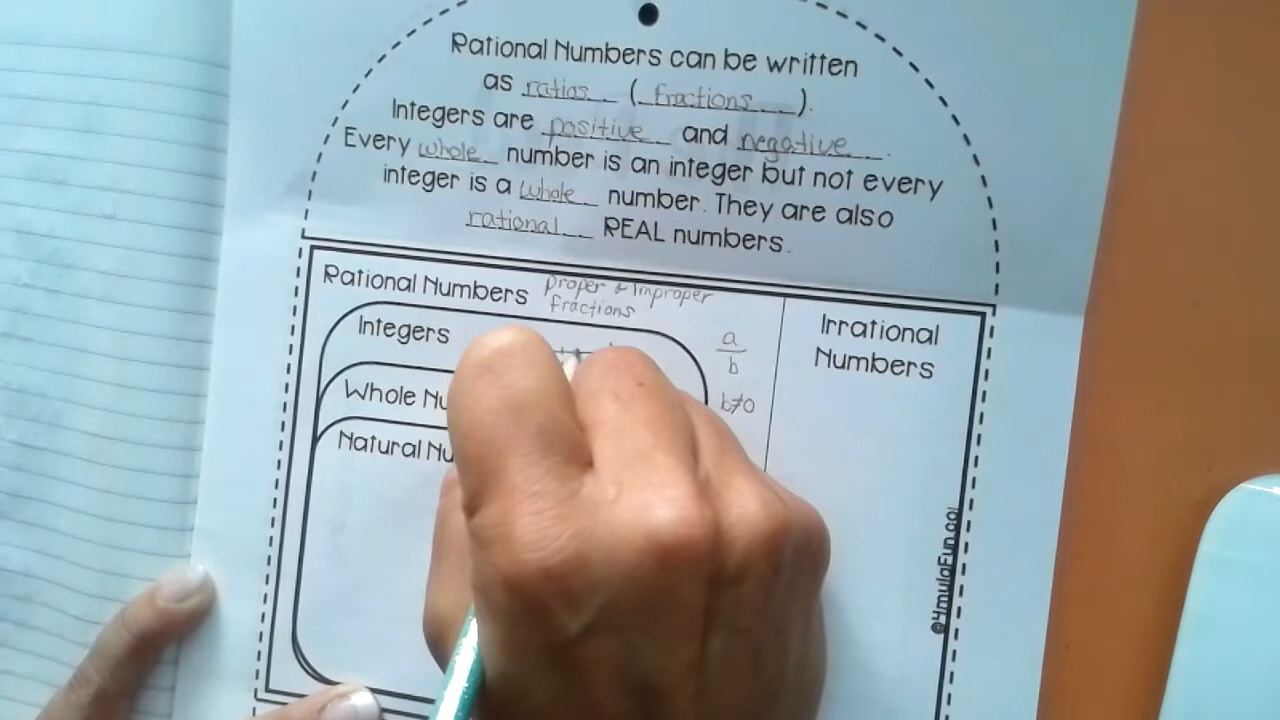 Rational Numbers can be written
as ratios (fractions).
Integers are positive and negative.
Every whole number is an integer but not every
integer is a whole number. They are also
rational REAL numbers.
Rational Numbers proper & improper
fractions
Integers
Whole Nu
Natural Nu
a
b
b≠0
Irrational
Numbers